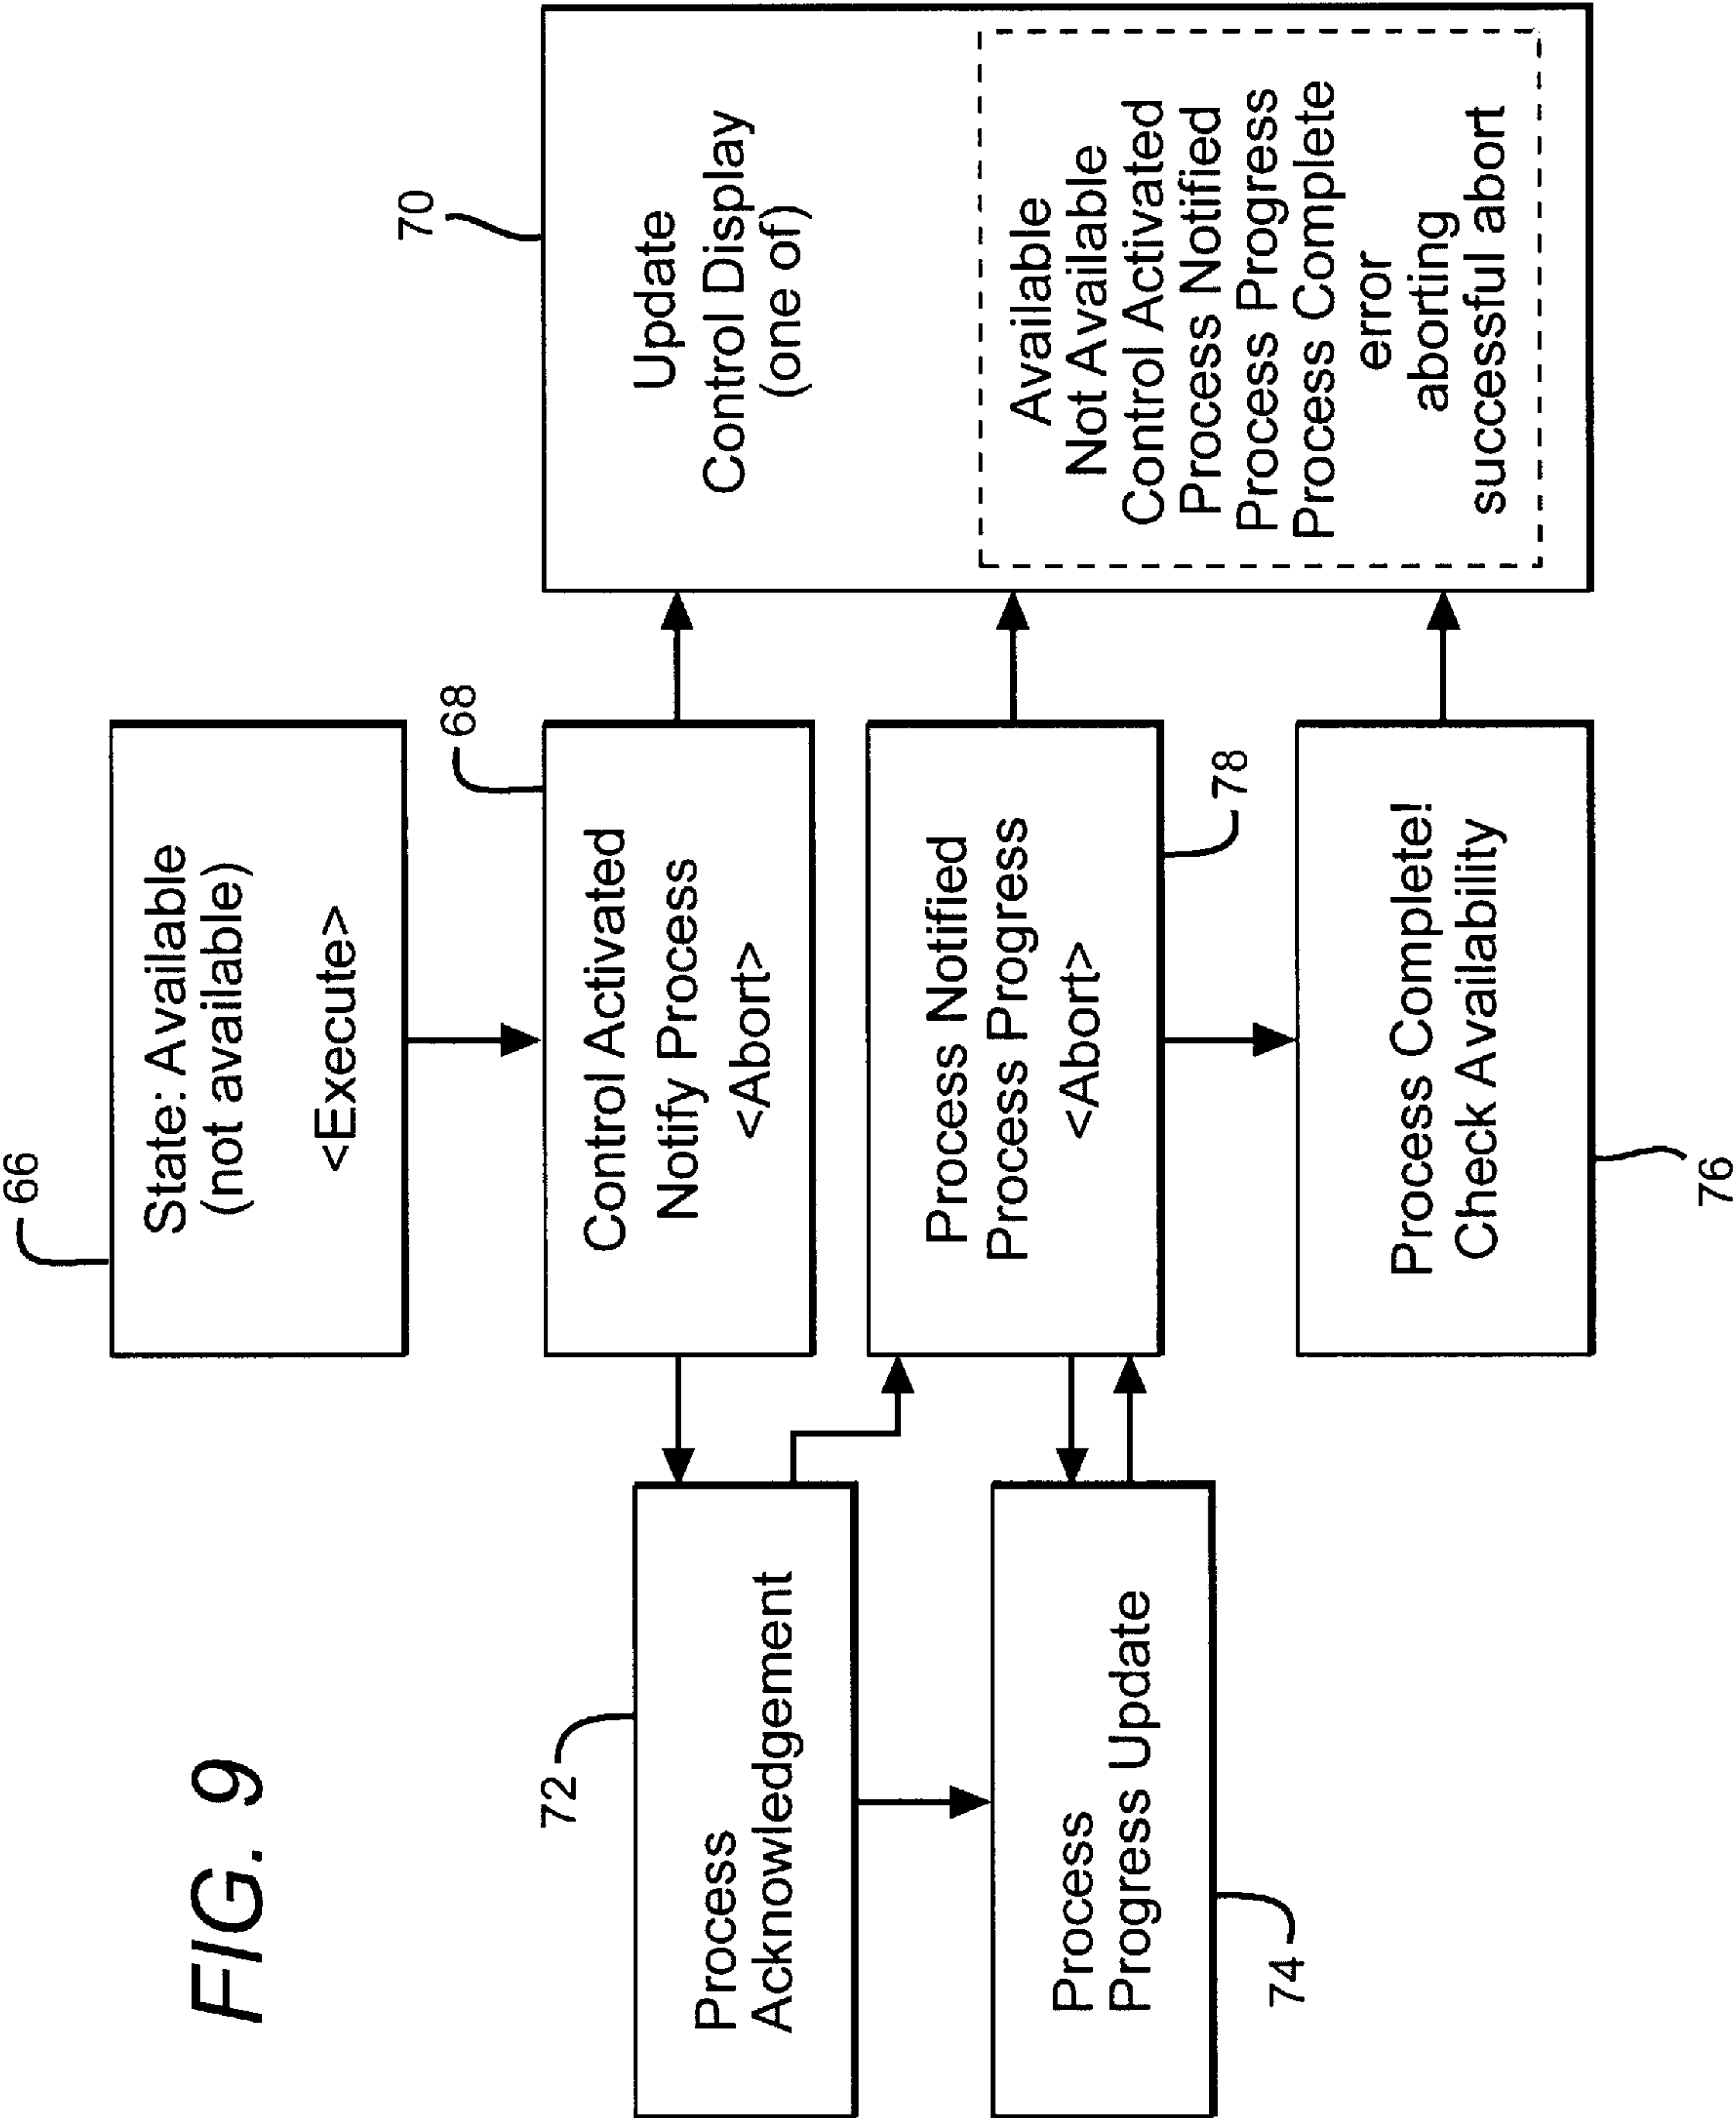 FIG. 9
66
State: Available
(not available)
<Execute>
68
Control Activated
Notify Process
<Abort>
70
Update
Control Display
(one of)
Available
Not Available
Control Activated
Process Notified
Process Progress
Process Complete
error
aborting
successful abort
72
Process
Acknowledgement
Process Notified
Process Progress
<Abort>
78
Process
Progress Update
74
Process Complete!
Check Availability
76